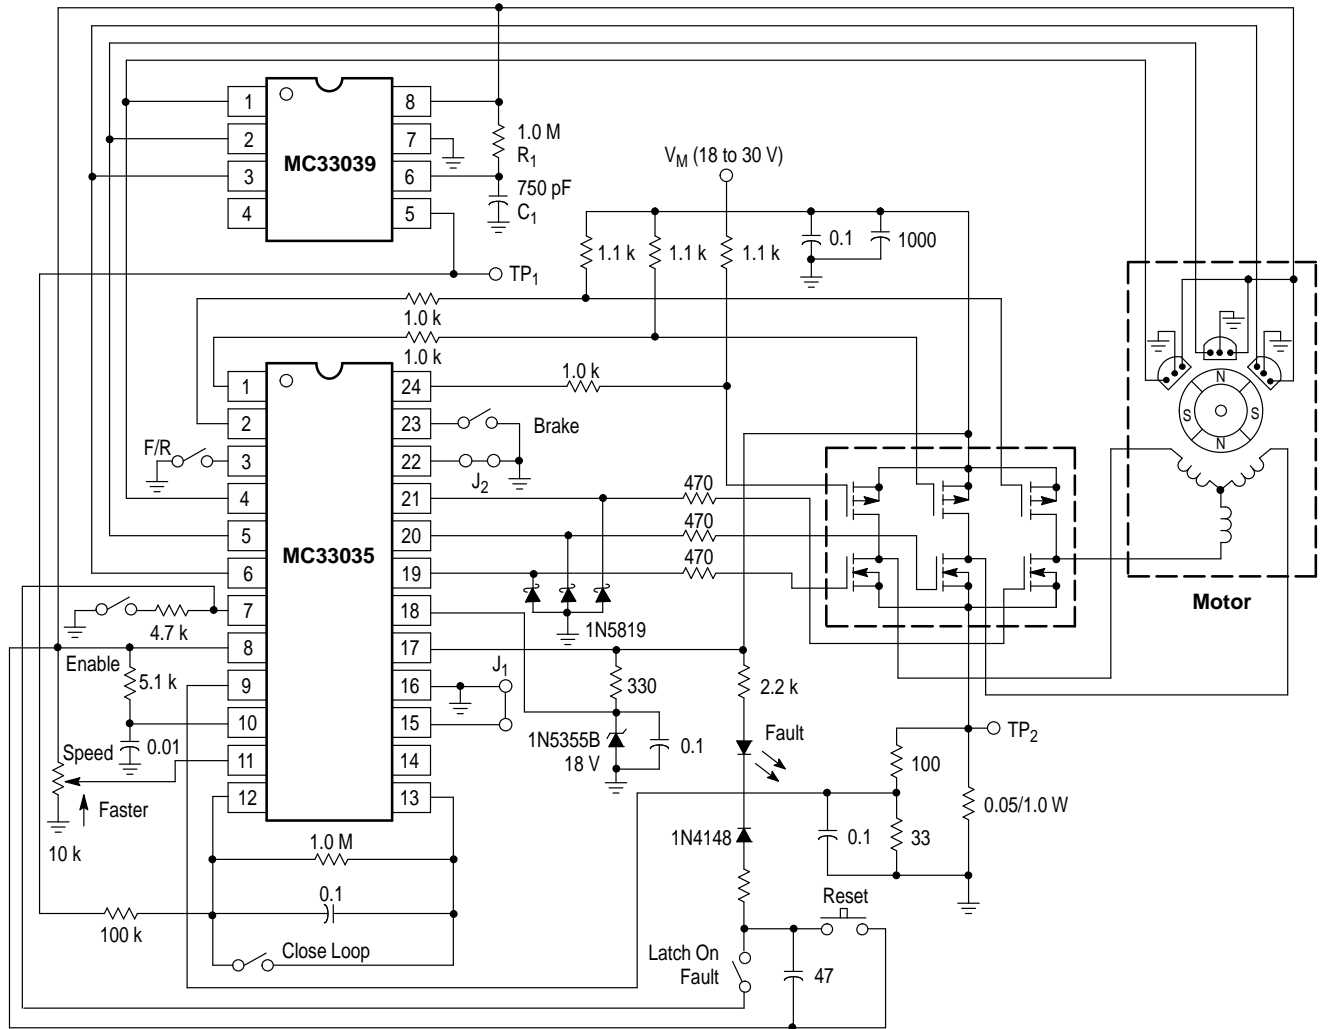 1
2
3
4
MC33039
8
7
6
5
1.0 M
R1
750 pF
C1
TP1
VM (18 to 30 V)
1.1 k
1.1 k
1.1 k
0.1
1000
1.0 k
1.0 k
1.0 k
F/R
1
2
3
4
5
6
7
8
9
10
11
12
MC33035
24
23
22
21
20
19
18
17
16
15
14
13
Brake
J2
470
470
470
1N5819
N
S
S
N
Motor
4.7 k
Enable
5.1 k
0.01
Speed
Faster
10 k
J1
330
1N5355B
18 V
0.1
2.2 k
Fault
1N4148
TP2
100
0.05/1.0 W
0.1
33
1.0 M
0.1
100 k
Close Loop
Latch On
Fault
Reset
47